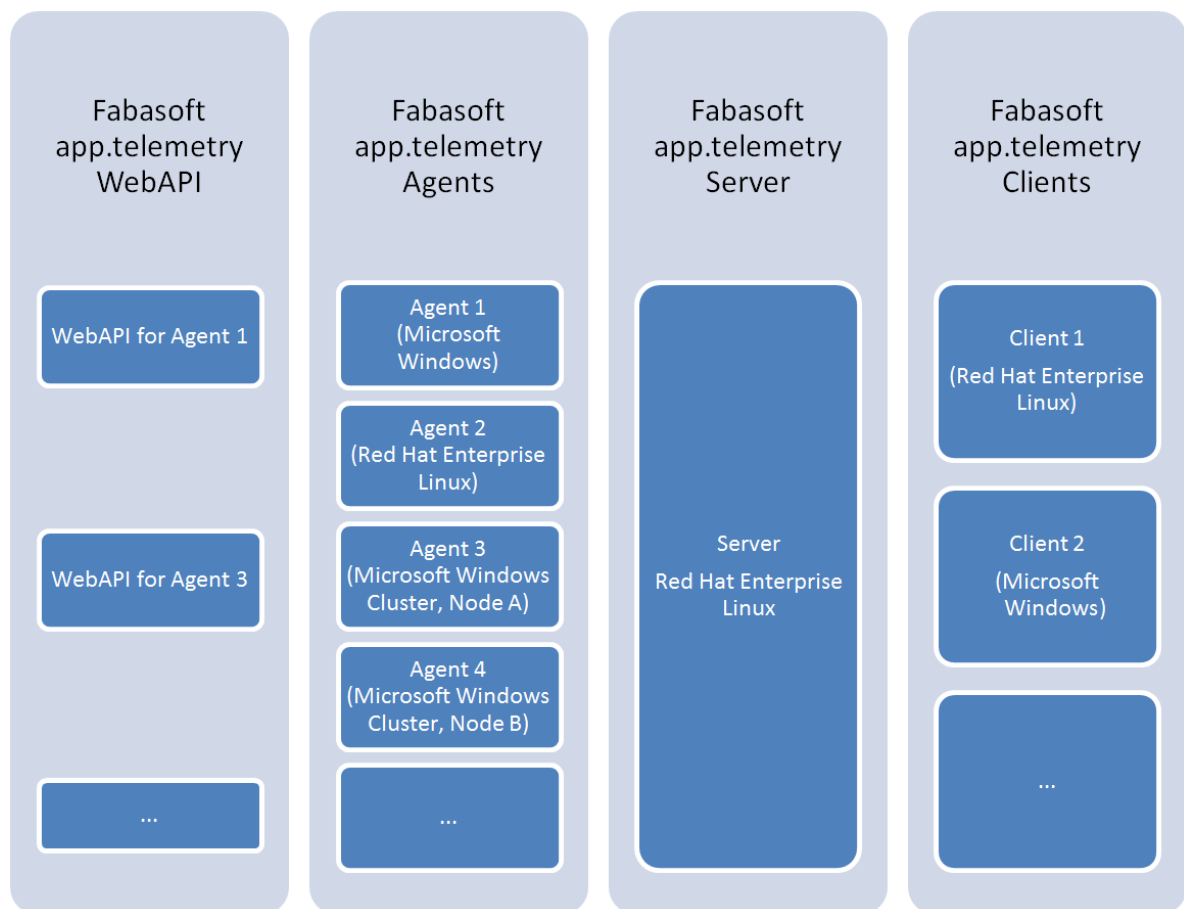 Fabasoft
app.telemetry
WebAPI
WebAPI for Agent 1
WebAPI for Agent 3
...
Fabasoft
app.telemetry
Agents
Agent 1
(Microsoft
Windows)
Agent 2
(Red Hat Enterprise
Linux)
Agent 3
(Microsoft Windows
Cluster, Node A)
Agent 4
(Microsoft Windows
Cluster, Node B)
...
Fabasoft
app.telemetry
Server
Server
Red Hat Enterprise
Linux
Fabasoft
app.telemetry
Clients
Client 1
(Red Hat Enterprise
Linux)
Client 2
(Microsoft
Windows)
...